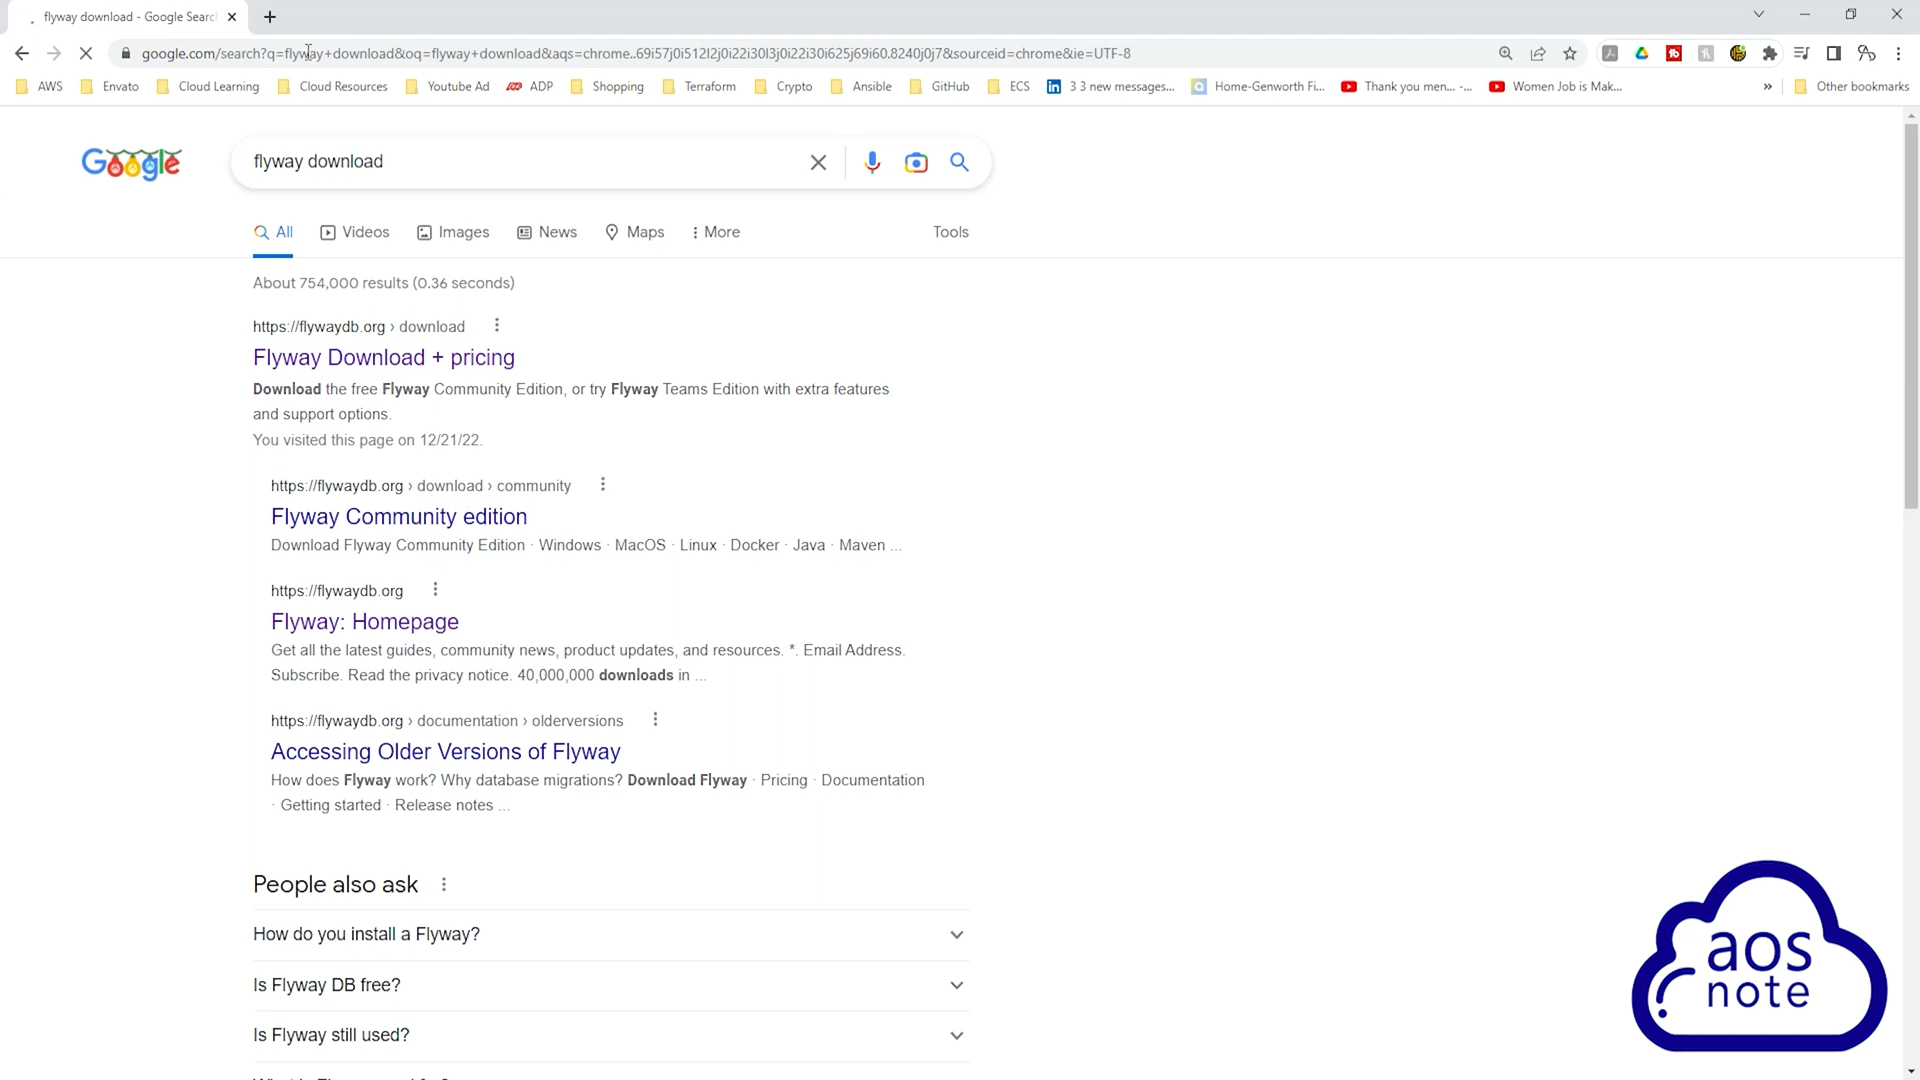 flyway download - Google Searc
google.com/search?q=flyway+download&oq=flyway+download&aqs=chrome..69i57j0i512l2j0i22i30l3j0i22i30i625j69i60.8240j0j7&sourceid=chrome&ie=UTF-8
AWS Envato Cloud Learning Cloud Resources Youtube Ad ADP Shopping Terraform Crypto Ansible GitHub ECS 3 3 new messages... Home-Genworth Fi... Thank you men... -... Women Job is Mak... » Other bookmarks
Google
flyway download
All Videos Images News Maps More Tools
About 754,000 results (0.36 seconds)
https://flywaydb.org › download
Flyway Download + pricing
Download the free Flyway Community Edition, or try Flyway Teams Edition with extra features
and support options.
You visited this page on 12/21/22.
https://flywaydb.org › download › community
Flyway Community edition
Download Flyway Community Edition · Windows · MacOS · Linux · Docker · Java · Maven ...
https://flywaydb.org
Flyway: Homepage
Get all the latest guides, community news, product updates, and resources. *. Email Address.
Subscribe. Read the privacy notice. 40,000,000 downloads in ...
https://flywaydb.org › documentation › olderversions
Accessing Older Versions of Flyway
How does Flyway work? Why database migrations? Download Flyway · Pricing · Documentation
· Getting started · Release notes ...
People also ask
How do you install a Flyway?
Is Flyway DB free?
Is Flyway still used?
aos
note